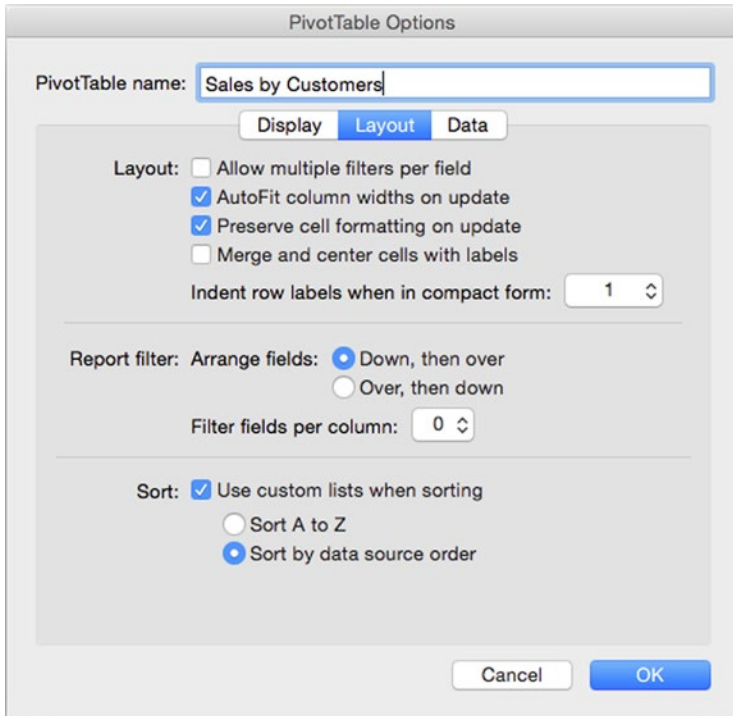 PivotTable Options
PivotTable name: Sales by Customers
Display Layout Data
Layout: Allow multiple filters per field
AutoFit column widths on update
Preserve cell formatting on update
Merge and center cells with labels
Indent row labels when in compact form: 1
Report filter: Arrange fields: Down, then over
Over, then down
Filter fields per column: 0
Sort: Use custom lists when sorting
Sort A to Z
Sort by data source order
Cancel OK